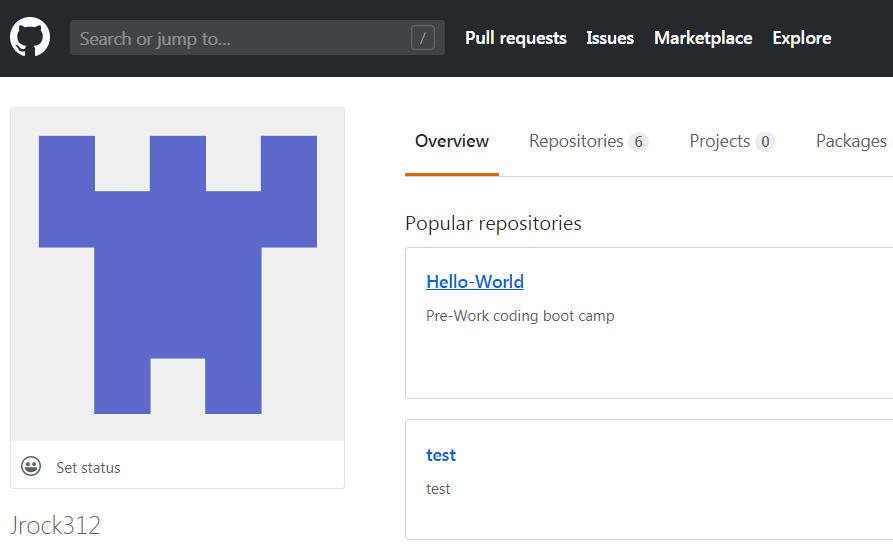 Search or jump to... / Pull requests Issues Marketplace Explore
Overview Repositories 6 Projects 0 Packages
Popular repositories
Hello-World
Pre-Work coding boot camp
test
test
Set status
Jrock312